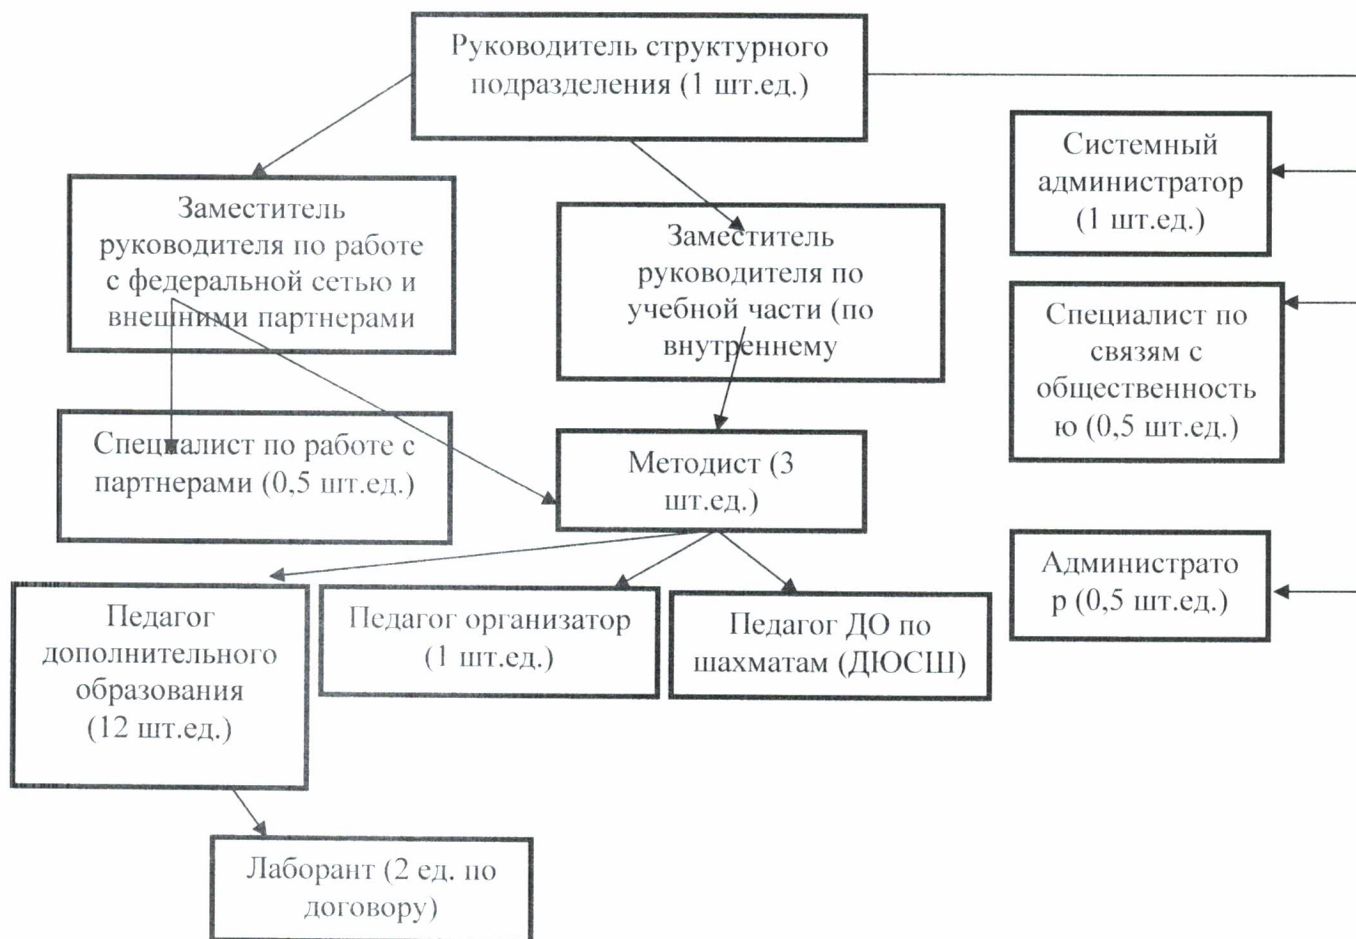 Руководитель структурного
подразделения (1 шт.ед.)
Системный
администратор
(1 шт.ед.)
Заместитель
руководителя по работе
с федеральной сетью и
внешними партнерами
Заместитель
руководителя по
учебной части (по
внутреннему
Специалист по
связям с
общественность
ю (0,5 шт.ед.)
Специалист по работе с
партнерами (0,5 шт.ед.)
Методист (3
шт.ед.)
Администрато
р (0,5 шт.ед.)
Педагог
дополнительного
образования
(12 шт.ед.)
Педагог организатор
(1 шт.ед.)
Педагог ДО по
шахматам (ДЮСШ)
Лаборант (2 ед. по
договору)